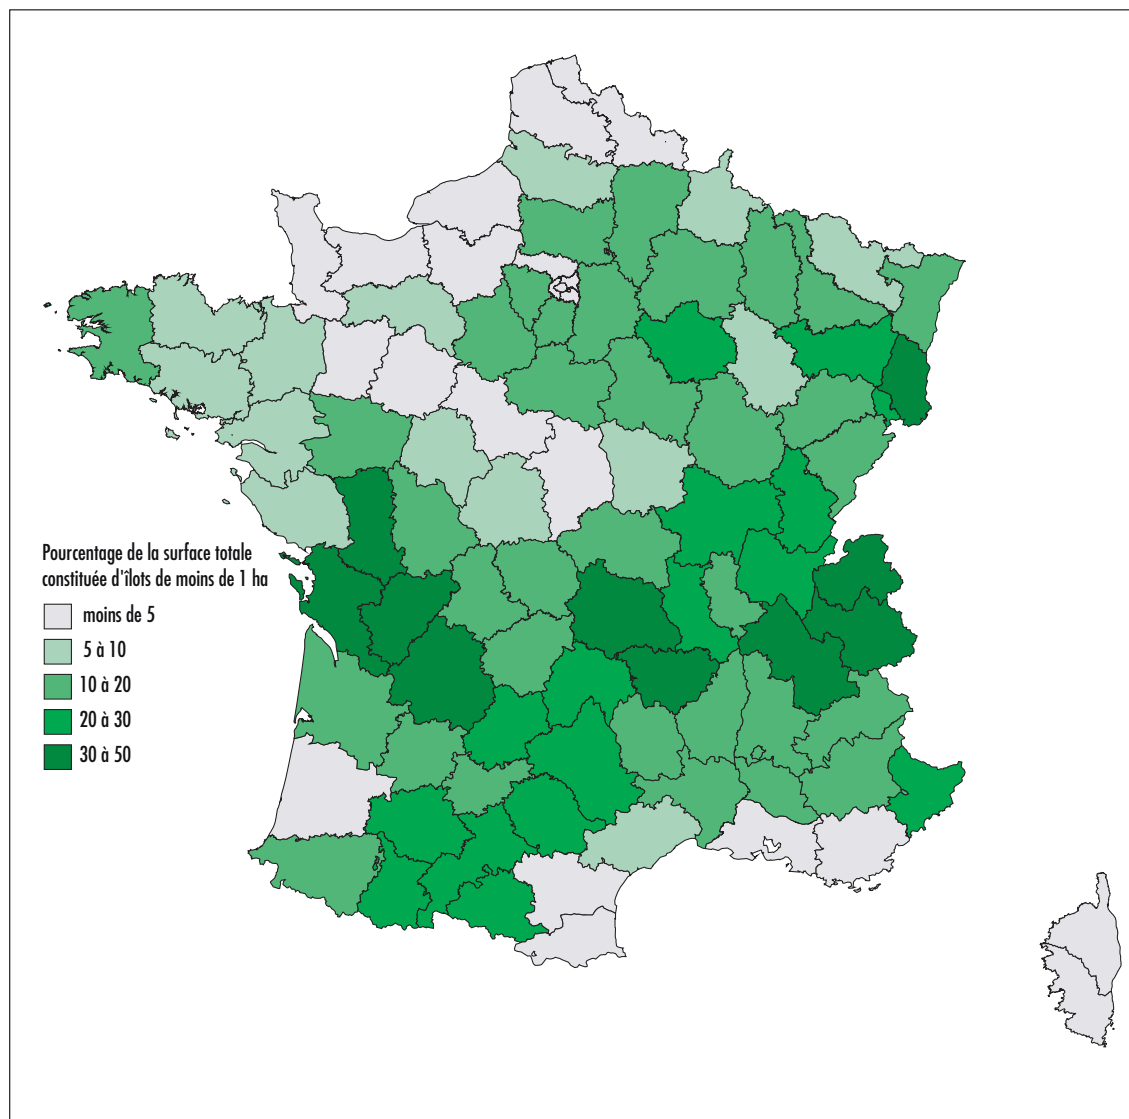 Pourcentage de la surface totale
constituée d'îlots de moins de 1 ha
moins de 5
5 à 10
10 à 20
20 à 30
30 à 50